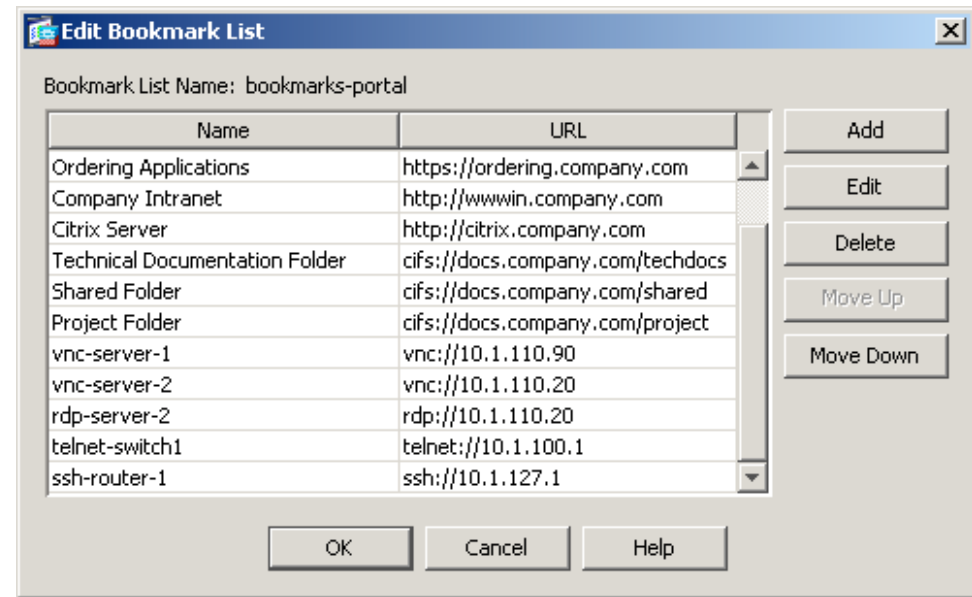 Edit Bookmark List
Bookmark List Name: bookmarks-portal
Name URL
Ordering Applications https://ordering.company.com
Company Intranet http://wwwin.company.com
Citrix Server http://citrix.company.com
Technical Documentation Folder cifs://docs.company.com/techdocs
Shared Folder cifs://docs.company.com/shared
Project Folder cifs://docs.company.com/project
vnc-server-1 vnc://10.1.110.90
vnc-server-2 vnc://10.1.110.20
rdp-server-2 rdp://10.1.110.20
telnet-switch1 telnet://10.1.100.1
ssh-router-1 ssh://10.1.127.1
Add
Edit
Delete
Move Up
Move Down
OK Cancel Help